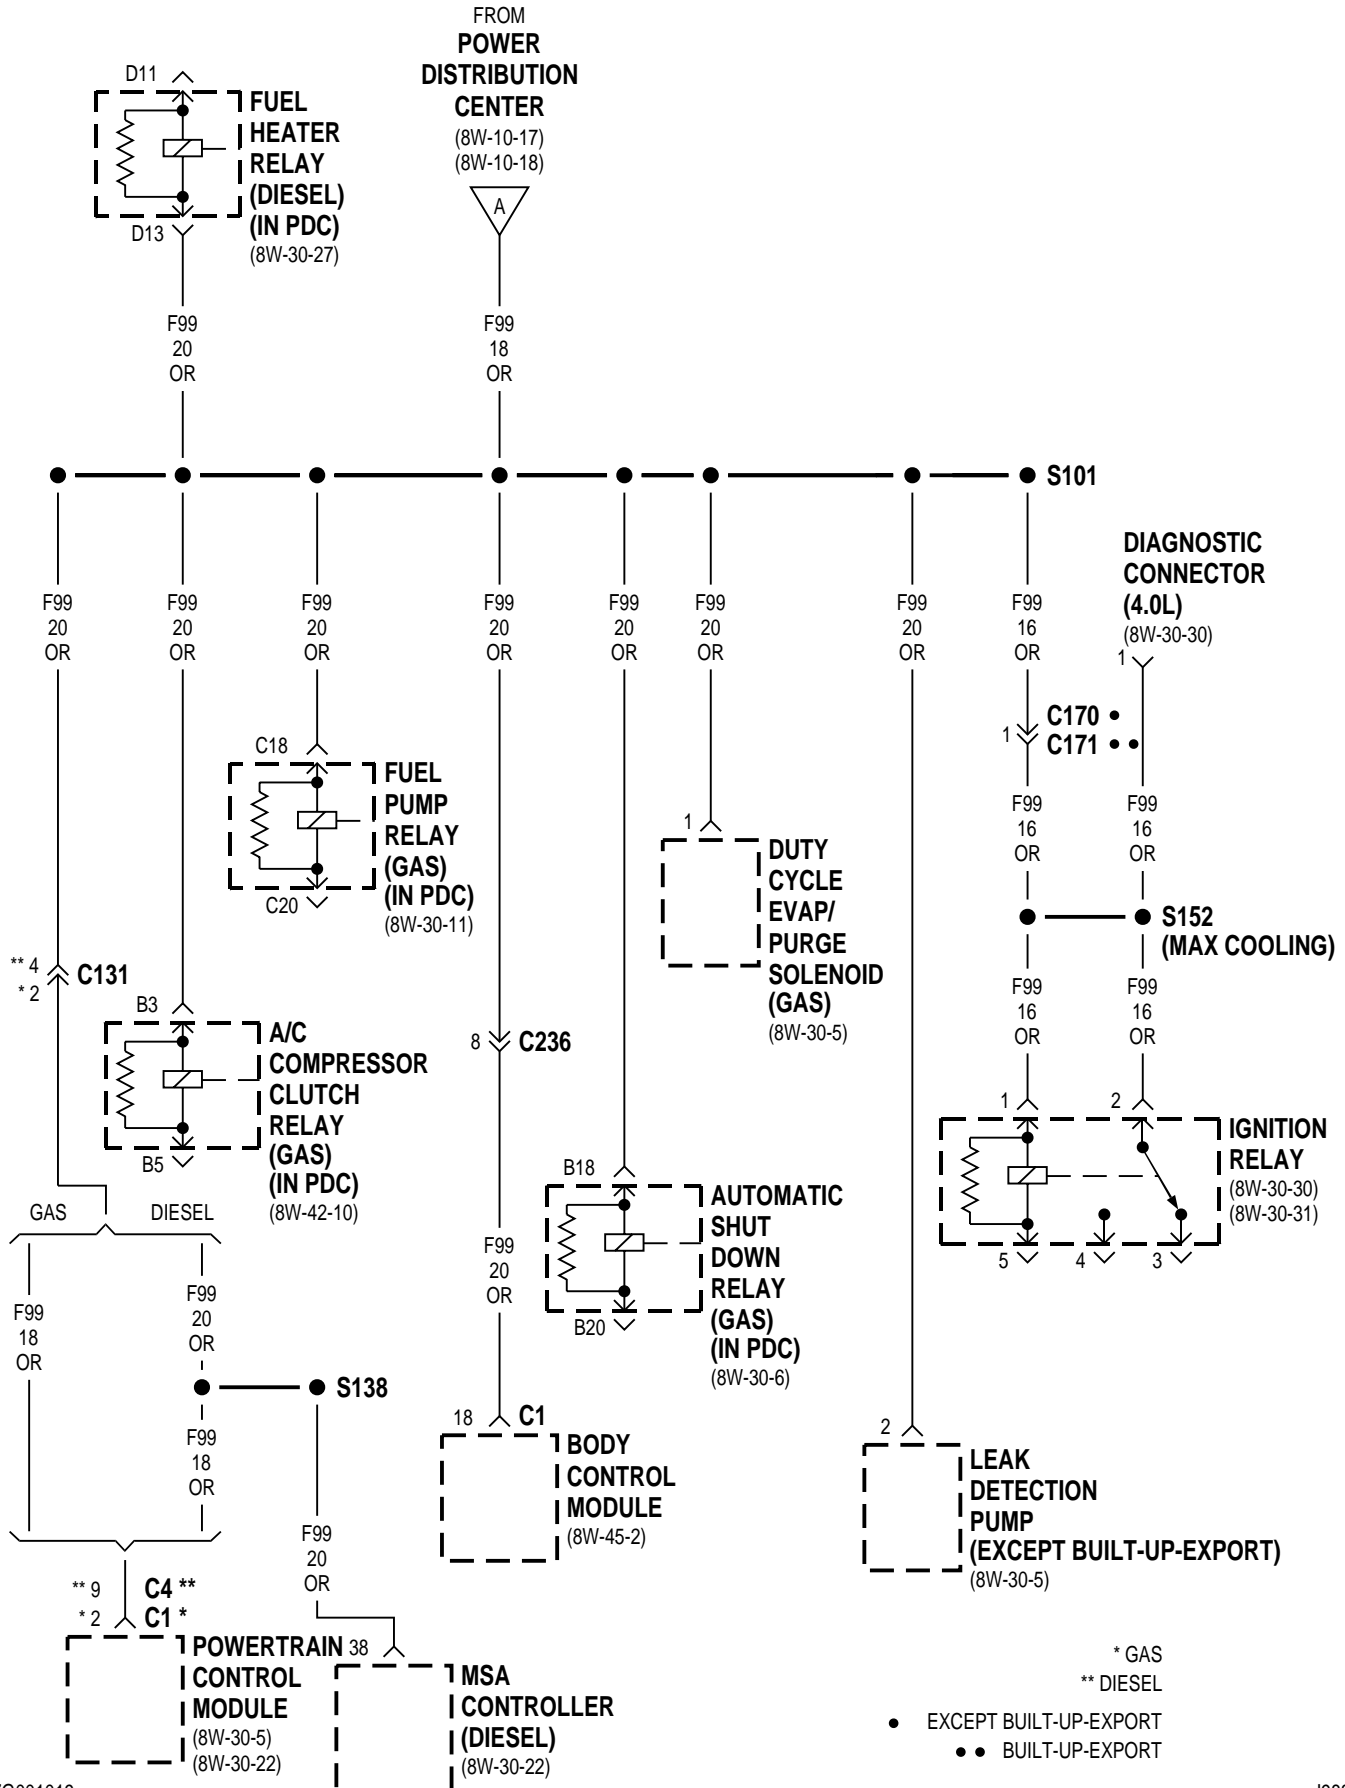 FROM
POWER
DISTRIBUTION
CENTER
(8W-10-17)
(8W-10-18)
A
D11
FUEL
HEATER
RELAY
(DIESEL)
(IN PDC)
(8W-30-27)
D13
F99
20
OR
F99
18
OR
S101
DIAGNOSTIC
CONNECTOR
(4.0L)
(8W-30-30)
1
F99
20
OR
F99
20
OR
F99
20
OR
F99
20
OR
F99
20
OR
F99
20
OR
F99
20
OR
F99
16
OR
1
C170 •
C171 • •
C18
FUEL
PUMP
RELAY
(GAS)
(IN PDC)
(8W-30-11)
C20
1
DUTY
CYCLE
EVAP/
PURGE
SOLENOID
(GAS)
(8W-30-5)
F99
16
OR
F99
16
OR
S152
(MAX COOLING)
F99
16
OR
F99
16
OR
** 4
* 2
C131
B3
A/C
COMPRESSOR
CLUTCH
RELAY
(GAS)
(IN PDC)
(8W-42-10)
B5
8
C236
1
2
IGNITION
RELAY
(8W-30-30)
(8W-30-31)
5
4
3
B18
AUTOMATIC
SHUT
DOWN
RELAY
(GAS)
(IN PDC)
(8W-30-6)
B20
GAS
DIESEL
F99
18
OR
F99
20
OR
F99
20
OR
S138
F99
18
OR
F99
20
OR
18
C1
BODY
CONTROL
MODULE
(8W-45-2)
2
LEAK
DETECTION
PUMP
(EXCEPT BUILT-UP-EXPORT)
(8W-30-5)
** 9
* 2
C4 **
C1 *
POWERTRAIN
CONTROL
MODULE
(8W-30-5)
(8W-30-22)
38
MSA
CONTROLLER
(DIESEL)
(8W-30-22)
* GAS
** DIESEL
• EXCEPT BUILT-UP-EXPORT
• • BUILT-UP-EXPORT